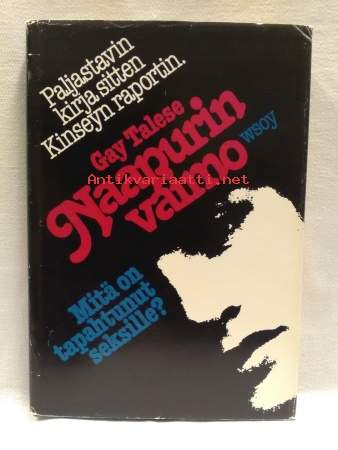 Paljastavin
kirja sitten
Kinseyn raportin.
Gay Talese
Naapurin
vaimo
wsoy
Antikvariaatti.net
Mitä on
tapahtunut
seksille?